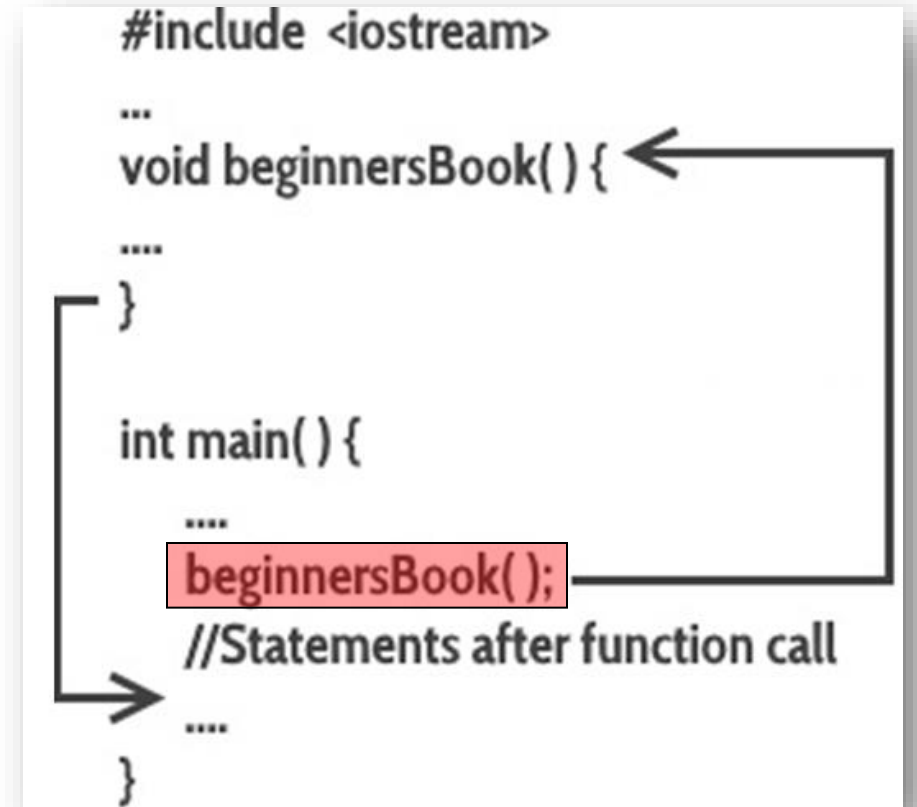 #include <iostream>
...
void beginnersBook( ) {
....
}
int main( ) {
....
beginnersBook( );
//Statements after function call
....
}